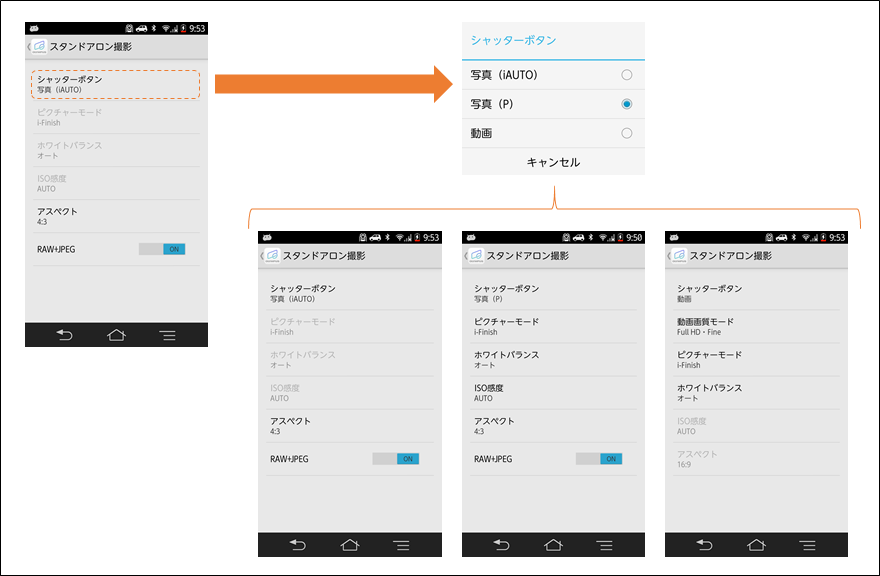 9:53
スタンドアロン撮影
シャッターボタン
写真（iAUTO）
ピクチャーモード
i-Finish
ホワイトバランス
オート
ISO感度
AUTO
アスペクト
4:3
RAW+JPEG ON
シャッターボタン
写真（iAUTO）
写真（P）
動画
キャンセル
9:53
スタンドアロン撮影
シャッターボタン
写真（iAUTO）
ピクチャーモード
i-Finish
ホワイトバランス
オート
ISO感度
AUTO
アスペクト
4:3
RAW+JPEG ON
9:50
スタンドアロン撮影
シャッターボタン
写真（P）
ピクチャーモード
i-Finish
ホワイトバランス
オート
ISO感度
AUTO
アスペクト
4:3
RAW+JPEG ON
9:53
スタンドアロン撮影
シャッターボタン
動画
動画画質モード
Full HD・Fine
ピクチャーモード
i-Finish
ホワイトバランス
オート
ISO感度
AUTO
アスペクト
16:9